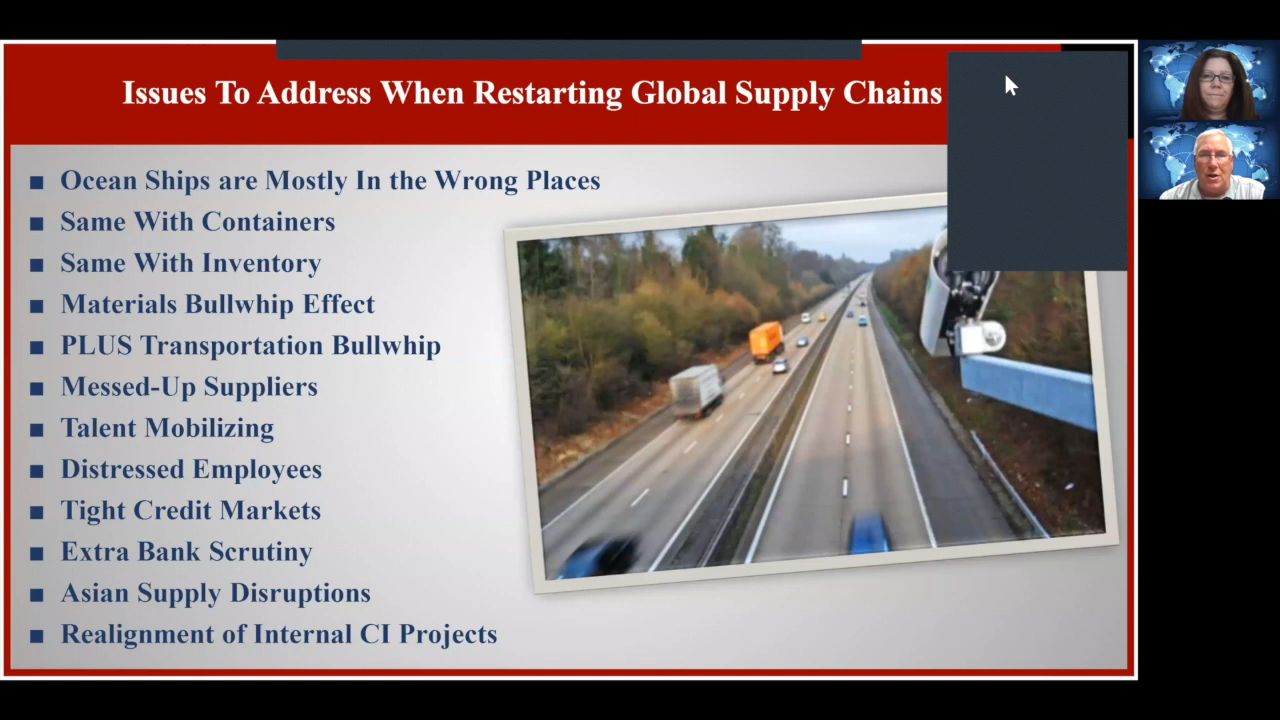 Issues To Address When Restarting Global Supply Chains
Ocean Ships are Mostly In the Wrong Places
Same With Containers
Same With Inventory
Materials Bullwhip Effect
PLUS Transportation Bullwhip
Messed-Up Suppliers
Talent Mobilizing
Distressed Employees
Tight Credit Markets
Extra Bank Scrutiny
Asian Supply Disruptions
Realignment of Internal CI Projects